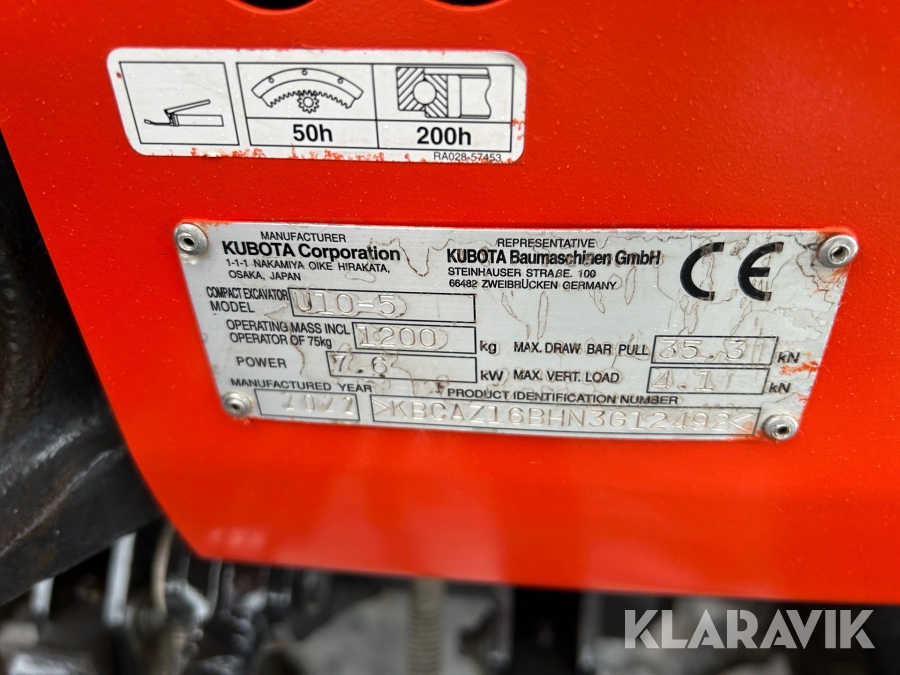 50h
200h
RA028-57453
MANUFACTURER
KUBOTA Corporation
1-1-1 NAKAMIYA OIKE HIRAKATA,
OSAKA, JAPAN
REPRESENTATIVE
KUBOTA Baumaschinen GmbH
STEINHAUSER STRAßE. 100
66482 ZWEIBRÜCKEN GERMANY
CE
COMPACT EXCAVATOR
MODEL U10-5
OPERATING MASS INCL
OPERATOR OF 75kg 1200 kg
MAX. DRAW BAR PULL 35.3 kN
POWER 7.6 kW
MAX. VERT. LOAD 4.1 kN
MANUFACTURED YEAR
2022
PRODUCT IDENTIFICATION NUMBER
>KBCAZ16BHN3G12492<
KLARAVIK